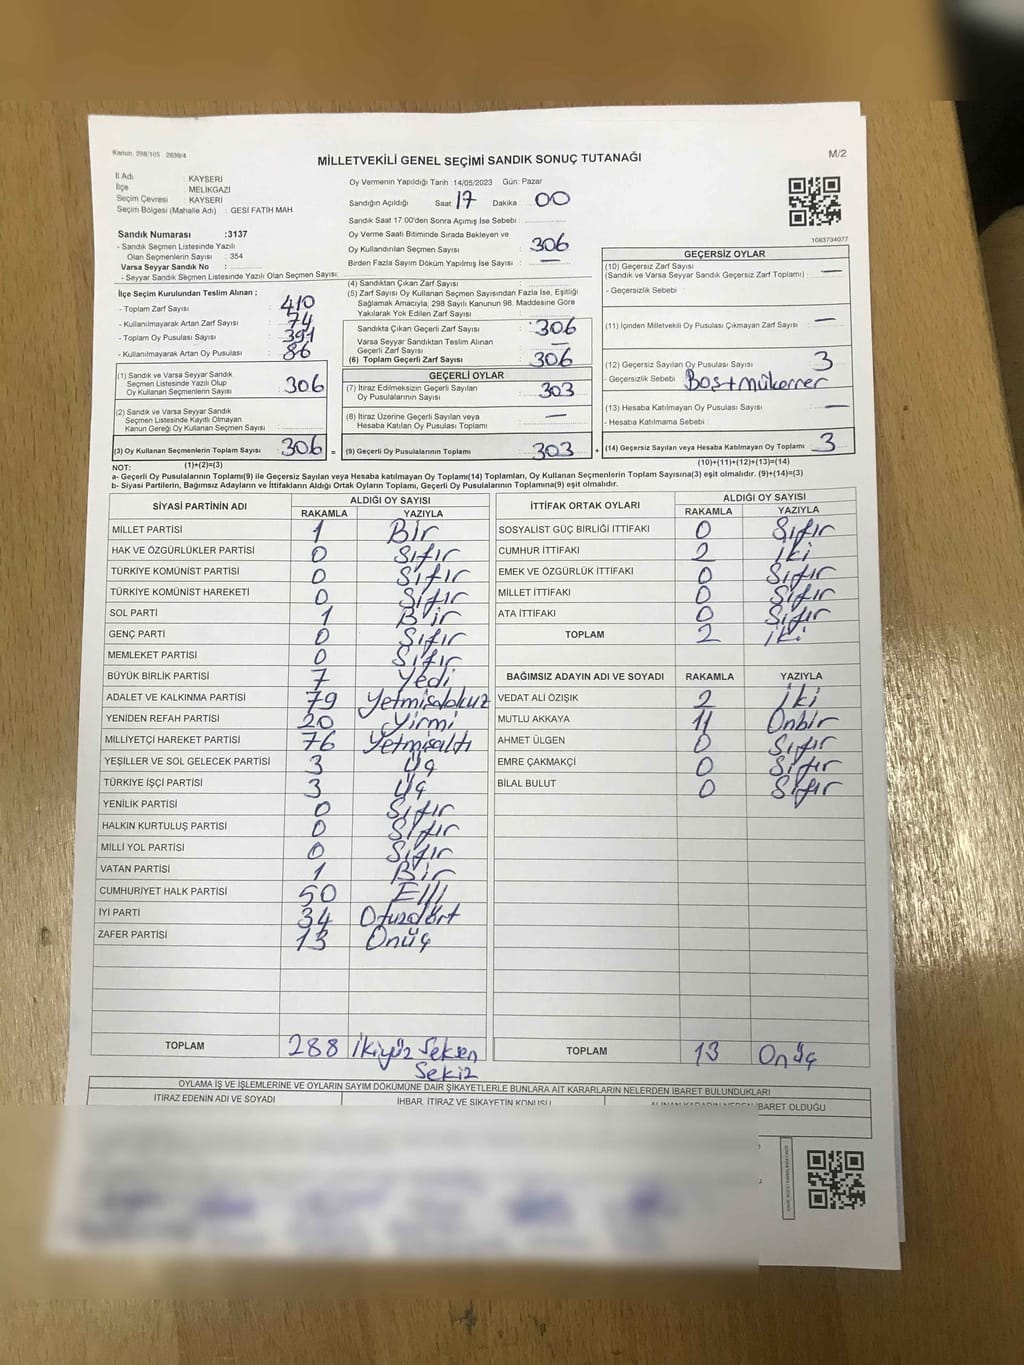 Kanun: 298/105 2839/4
MİLLETVEKİLİ GENEL SEÇİMİ SANDIK SONUÇ TUTANAĞI
M/2
İl Adı : KAYSERİ
İlçe : MELİKGAZİ
Seçim Çevresi : KAYSERİ
Seçim Bölgesi (Mahalle Adı) : GESİ FATİH MAH
Sandık Numarası :3137
- Sandık Seçmen Listesinde Yazılı
Olan Seçmenlerin Sayısı : 354
Varsa Seyyar Sandık No :
- Seyyar Sandık Seçmen Listesinde Yazılı Olan Seçmen Sayısı:
İlçe Seçim Kurulundan Teslim Alınan ;
- Toplam Zarf Sayısı : 410
- Kullanılmayarak Artan Zarf Sayısı : 74
- Toplam Oy Pusulası Sayısı : 391
- Kullanılmayarak Artan Oy Pusulası : 86
(1) Sandık ve Varsa Seyyar Sandık
Seçmen Listesinde Yazılı Olup
Oy Kullanan Seçmenlerin Sayısı : 306
(2) Sandık ve Varsa Seyyar Sandık
Seçmen Listesinde Kayıtlı Olmayan
Kanun Gereği Oy Kullanan Seçmen Sayısı :
(3) Oy Kullanan Seçmenlerin Toplam Sayısı : 306 =
Oy Vermenin Yapıldığı Tarih :14/05/2023 Gün: Pazar
Sandığın Açıldığı Saat 17 Dakika : 00
Sandık Saat 17:00'den Sonra Açımış İse Sebebi :
Oy Verme Saati Bitiminde Sırada Bekleyen ve
Oy Kullandırılan Seçmen Sayısı : 306
Birden Fazla Sayım Döküm Yapılmış İse Sayısı : —
(4) Sandıktan Çıkan Zarf Sayısı :
(5) Zarf Sayısı Oy Kullanan Seçmen Sayısından Fazla İse, Eşitliği
Sağlamak Amacıyla; 298 Sayılı Kanunun 98. Maddesine Göre
Yakılarak Yok Edilen Zarf Sayısı :
Sandıkta Çıkan Geçerli Zarf Sayısı : 306
Varsa Seyyar Sandıktan Teslim Alınan
Geçerli Zarf Sayısı : —
(6) Toplam Geçerli Zarf Sayısı : 306
GEÇERLİ OYLAR
(7) İtiraz Edilmeksizin Geçerli Sayılan
Oy Pusulalarının Sayısı : 303
(8) İtiraz Üzerine Geçerli Sayılan veya
Hesaba Katılan Oy Pusulası Toplamı : —
(9) Geçerli Oy Pusulalarının Toplamı : 303 +
1083734077
GEÇERSİZ OYLAR
(10) Geçersiz Zarf Sayısı
(Sandık ve Varsa Seyyar Sandık Geçersiz Zarf Toplamı) : —
- Geçersizlik Sebebi :
(11) İçinden Milletvekili Oy Pusulası Çıkmayan Zarf Sayısı : —
(12) Geçersiz Sayılan Oy Pusulası Sayısı : 3
- Geçersizlik Sebebi : Boş+mükerrer
(13) Hesaba Katılmayan Oy Pusulası Sayısı : —
- Hesaba Katılmama Sebebi :
(14) Geçersiz Sayılan veya Hesaba Katılmayan Oy Toplamı : 3
NOT: (1)+(2)=(3) (10)+(11)+(12)+(13)=(14)
a- Geçerli Oy Pusulalarının Toplamı(9) ile Geçersiz Sayılan veya Hesaba katılmayan Oy Toplamı(14) Toplamları, Oy Kullanan Seçmenlerin Toplam Sayısına(3) eşit olmalıdır. (9)+(14)=(3)
b- Siyasi Partilerin, Bağımsız Adayların ve İttifakların Aldığı Ortak Oyların Toplamı, Geçerli Oy Pusulalarının Toplamına(9) eşit olmalıdır.
SİYASİ PARTİNİN ADI ALDIĞI OY SAYISI
RAKAMLA YAZIYLA
MİLLET PARTİSİ 1 Bir
HAK VE ÖZGÜRLÜKLER PARTİSİ 0 Sıfır
TÜRKİYE KOMÜNİST PARTİSİ 0 Sıfır
TÜRKİYE KOMÜNİST HAREKETİ 0 Sıfır
SOL PARTİ 1 Bir
GENÇ PARTİ 0 Sıfır
MEMLEKET PARTİSİ 0 Sıfır
BÜYÜK BİRLİK PARTİSİ 7 Yedi
ADALET VE KALKINMA PARTİSİ 79 Yetmişdokuz
YENİDEN REFAH PARTİSİ 20 Yirmi
MİLLİYETÇİ HAREKET PARTİSİ 76 Yetmişaltı
YEŞİLLER VE SOL GELECEK PARTİSİ 3 Üç
TÜRKİYE İŞÇİ PARTİSİ 3 Üç
YENİLİK PARTİSİ 0 Sıfır
HALKIN KURTULUŞ PARTİSİ 0 Sıfır
MİLLİ YOL PARTİSİ 0 Sıfır
VATAN PARTİSİ 1 Bir
CUMHURİYET HALK PARTİSİ 50 Elli
İYİ PARTİ 34 Otuzdört
ZAFER PARTİSİ 13 Onüç
TOPLAM 288 İkiyüz Seksen
Sekiz
İTTİFAK ORTAK OYLARI ALDIĞI OY SAYISI
RAKAMLA YAZIYLA
SOSYALİST GÜÇ BİRLİĞİ İTTİFAKI 0 Sıfır
CUMHUR İTTİFAKI 2 İki
EMEK VE ÖZGÜRLÜK İTTİFAKI 0 Sıfır
MİLLET İTTİFAKI 0 Sıfır
ATA İTTİFAKI 0 Sıfır
TOPLAM 2 İki
BAĞIMSIZ ADAYIN ADI VE SOYADI RAKAMLA YAZIYLA
VEDAT ALİ ÖZIŞIK 2 İki
MUTLU AKKAYA 11 Onbir
AHMET ÜLGEN 0 Sıfır
EMRE ÇAKMAKÇI 0 Sıfır
BİLAL BULUT 0 Sıfır
TOPLAM 13 Onüç
OYLAMA İŞ VE İŞLEMLERİNE VE OYLARIN SAYIM DÖKÜMÜNE DAİR ŞİKAYETLERLE BUNLARA AİT KARARLARIN NELERDEN İBARET BULUNDUKLARI
İTİRAZ EDENİN ADI VE SOYADI İHBAR, İTİRAZ VE ŞİKAYETİN KONUSU ALINAN KARARIN NEDEN İBARET OLDUĞU